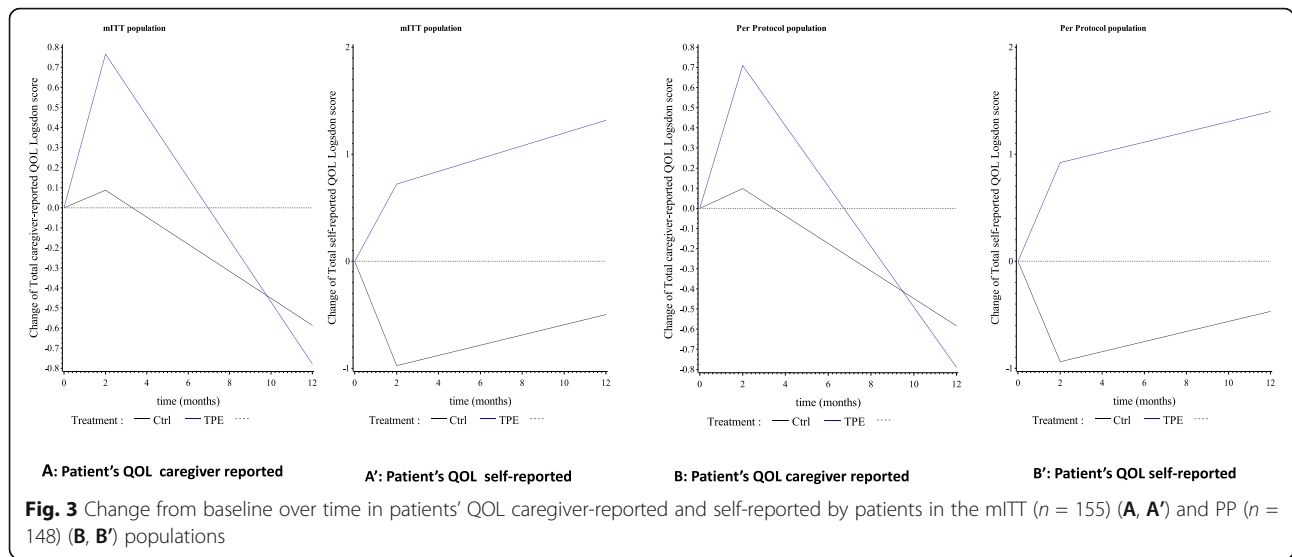 mITT population
Change of Total caregiver-reported QOL Logsdon score
0.8
0.7
0.6
0.5
0.4
0.3
0.2
0.1
0.0
-0.1
-0.2
-0.3
-0.4
-0.5
-0.6
-0.7
-0.8
0 2 4 6 8 10 12
time (months)
Treatment : Ctrl TPE
A: Patient's QOL caregiver reported
mITT population
Change of Total self-reported QOL Logsdon score
2
1
0
-1
0 2 4 6 8 10 12
time (months)
Treatment : Ctrl TPE
A’: Patient’s QOL self-reported
Per Protocol population
Change of Total caregiver-reported QOL Logsdon score
0.8
0.7
0.6
0.5
0.4
0.3
0.2
0.1
0.0
-0.1
-0.2
-0.3
-0.4
-0.5
-0.6
-0.7
-0.8
0 2 4 6 8 10 12
time (months)
Treatment : Ctrl TPE
B: Patient’s QOL caregiver reported
Per Protocol population
Change of Total self-reported QOL Logsdon score
2
1
0
-1
0 2 4 6 8 10 12
time (months)
Treatment : Ctrl TPE
B’: Patient’s QOL self-reported
Fig. 3 Change from baseline over time in patients’ QOL caregiver-reported and self-reported by patients in the mITT (n = 155) (A, A’) and PP (n =
148) (B, B’) populations